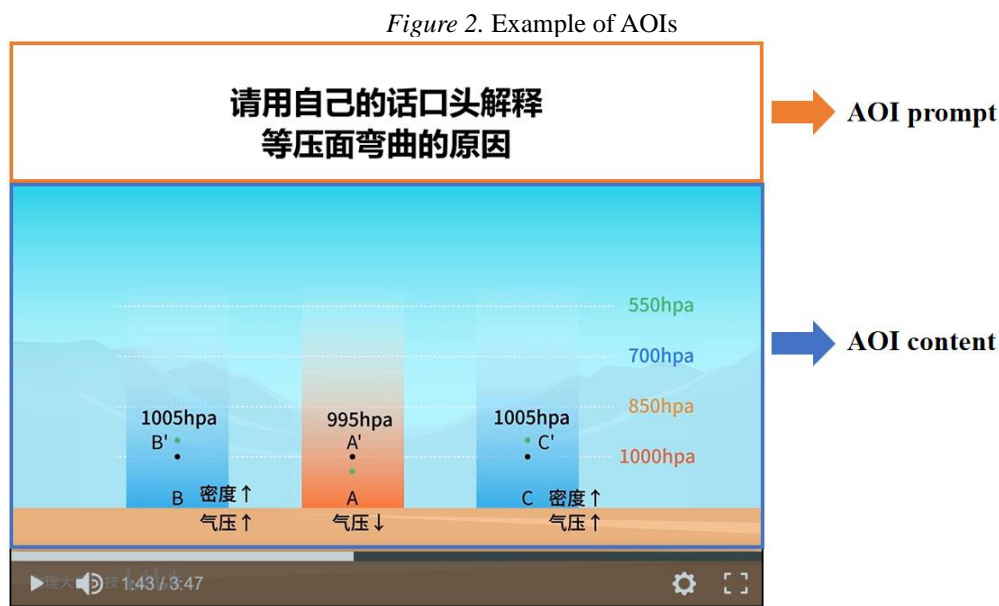 Figure 2. Example of AOIs
请用自己的话口头解释
等压面弯曲的原因
AOI prompt
550hpa
700hpa
AOI content
850hpa
1005hpa
995hpa
1005hpa
B'
A'
C'
1000hpa
B 密度↑
A
C 密度↑
气压↑
气压↓
气压↑
1:43 / 3:47